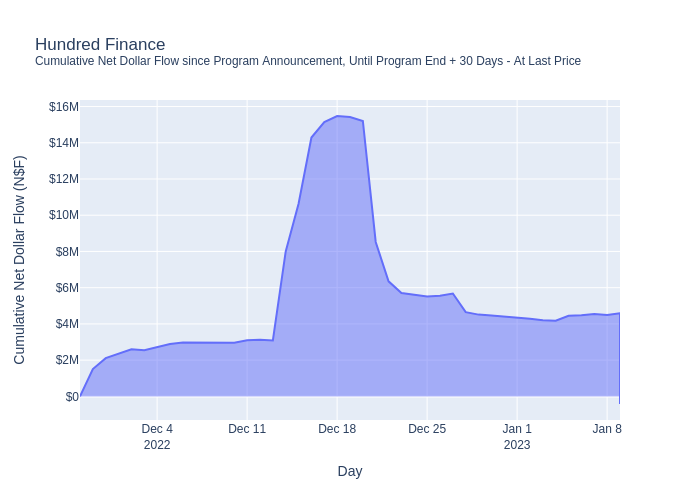 Hundred Finance
Cumulative Net Dollar Flow since Program Announcement, Until Program End + 30 Days - At Last Price
Cumulative Net Dollar Flow (N$F)
$16M
$14M
$12M
$10M
$8M
$6M
$4M
$2M
$0
Dec 4
2022
Dec 11
Dec 18
Dec 25
Jan 1
2023
Jan 8
Day